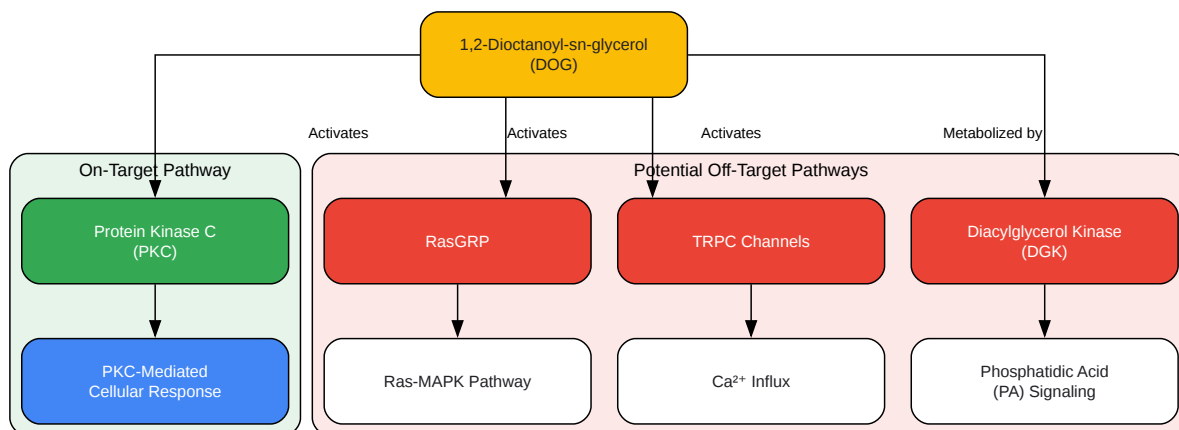 1,2-Dioctanoyl-sn-glycerol
(DOG)
Activates
Activates
Activates
Metabolized by
On-Target Pathway
Potential Off-Target Pathways
Protein Kinase C
(PKC)
RasGRP
TRPC Channels
Diacylglycerol Kinase
(DGK)
PKC-Mediated
Cellular Response
Ras-MAPK Pathway
Ca²⁺ Influx
Phosphatidic Acid
(PA) Signaling